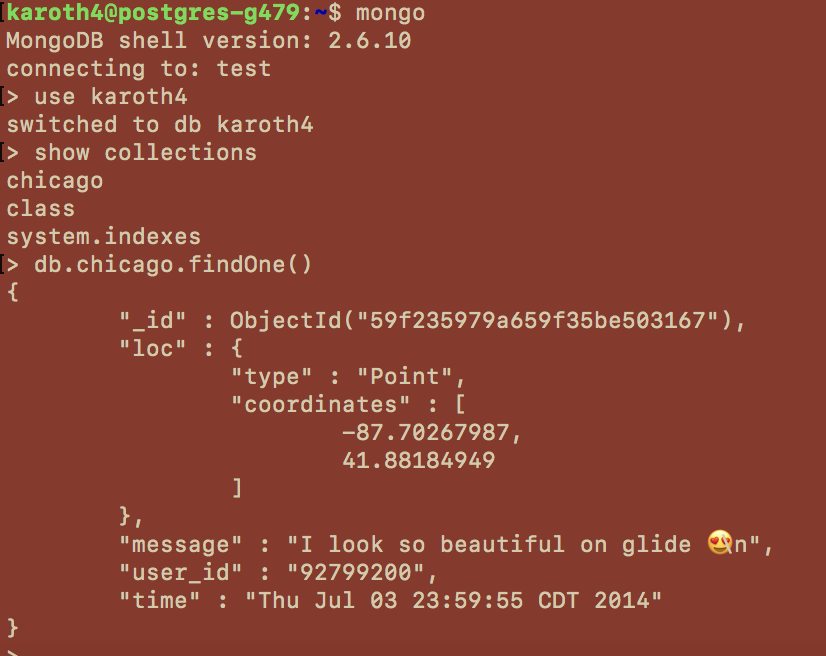 [karoth4@postgres-g479:~$ mongo
MongoDB shell version: 2.6.10
connecting to: test
[> use karoth4
switched to db karoth4
[> show collections
chicago
class
system.indexes
[> db.chicago.findOne()
{
"_id" : ObjectId("59f235979a659f35be503167"),
"loc" : {
"type" : "Point",
"coordinates" : [
-87.70267987,
41.88184949
]
},
"message" : "I look so beautiful on glide 😍\n",
"user_id" : "92799200",
"time" : "Thu Jul 03 23:59:55 CDT 2014"
}
>